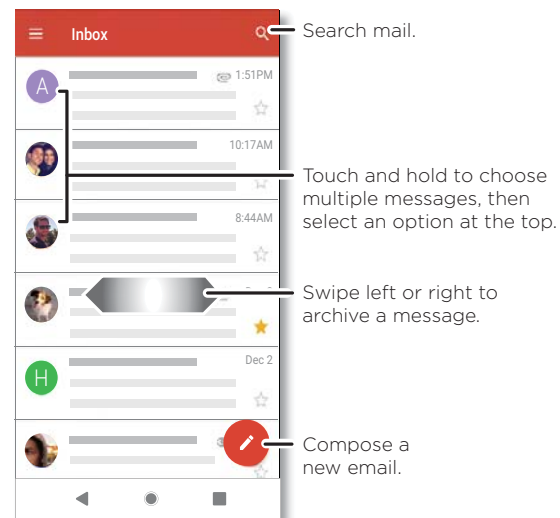 Inbox
Search mail.
A
1:51PM
10:17AM
Touch and hold to choose
multiple messages, then
select an option at the top.
8:44AM
Swipe left or right to
archive a message.
H
Dec 2
Compose a
new email.